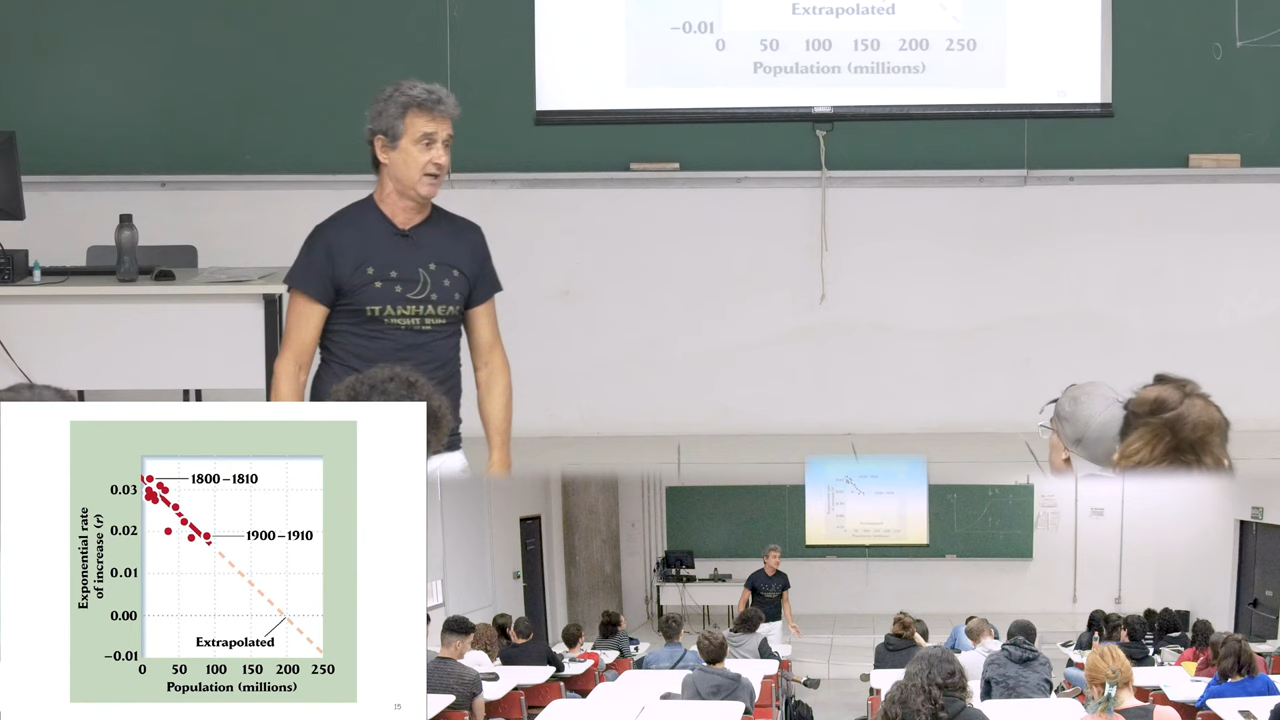 Extrapolated
−0.01
0 50 100 150 200 250
Population (millions)
15
ITANHAEM
NIGHT RUN
1800–1810
0.03
0.02
1900–1910
0.01
0.00
Extrapolated
−0.01
0 50 100 150 200 250
Population (millions)
Exponential rate
of increase (r)
15